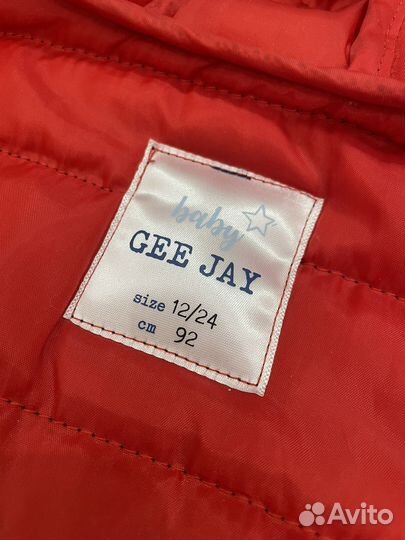 baby
GEE JAY
size 12/24
cm 92
Avito